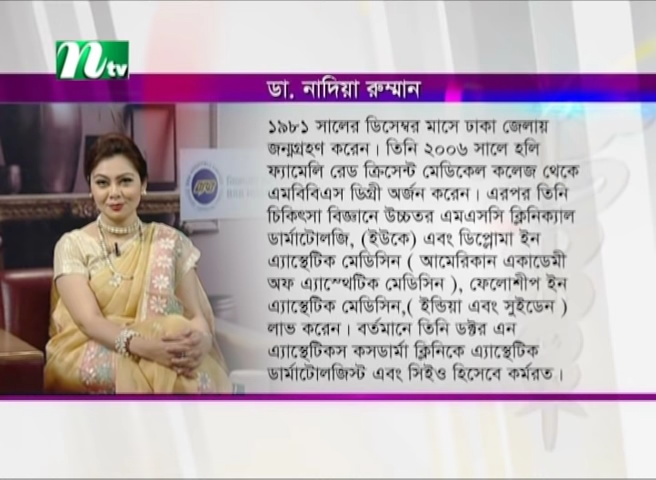 ntv
ডা. নাদিয়া রুম্মান
১৯৮১ সালের ডিসেম্বর মাসে ঢাকা জেলায়
জন্মগ্রহণ করেন। তিনি ২০০৬ সালে হলি
ফ্যামেলি রেড ক্রিসেন্ট মেডিকেল কলেজ থেকে
এমবিবিএস ডিগ্রী অর্জন করেন। এরপর তিনি
চিকিৎসা বিজ্ঞানে উচ্চতর এমএসসি ক্লিনিক্যাল
ডার্মাটোলজি, (ইউকে) এবং ডিপ্লোমা ইন
এ্যাস্থেটিক মেডিসিন ( আমেরিকান একাডেমী
অফ এ্যাস্থেটিক মেডিসিন ), ফেলোশীপ ইন
এ্যাস্থেটিক মেডিসিন,( ইন্ডিয়া এবং সুইডেন )
লাভ করেন। বর্তমানে তিনি ডক্টর এন
এ্যাস্থেটিকস কসডার্মা ক্লিনিকে এ্যাস্থেটিক
ডার্মাটোলজিস্ট এবং সিইও হিসেবে কর্মরত।